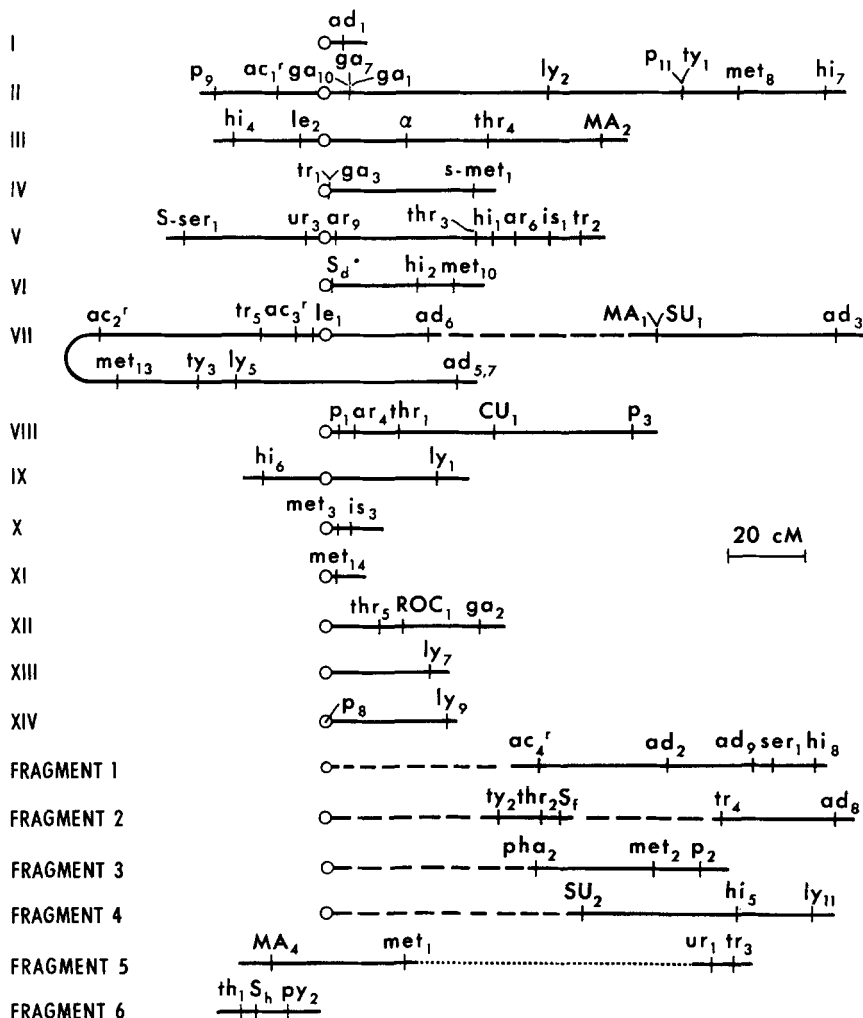 I ad₁
II p₉ ac₁ʳ ga₁₀ ga₇ ga₁ ly₂ p₁₁ ty₁ met₈ hi₇
III hi₄ le₂ α thr₄ MA₂
IV tr₁ ga₃ s-met₁
V S-ser₁ ur₃ ar₉ thr₃ hi₁ ar₆ is₁ tr₂
VI S_d· hi₂ met₁₀
VII ac₂ʳ tr₅ ac₃ʳ le₁ ad₆ MA₁ SU₁ ad₃
met₁₃ ty₃ ly₅ ad₅,₇
VIII p₁ ar₄ thr₁ CU₁ p₃
IX hi₆ ly₁
X met₃ is₃
20 cM
XI met₁₄
XII thr₅ ROC₁ ga₂
XIII ly₇
XIV p₈ ly₉
FRAGMENT 1 ac₄ʳ ad₂ ad₉ ser₁ hi₈
FRAGMENT 2 ty₂ thr₂ S_f tr₄ ad₈
FRAGMENT 3 pha₂ met₂ p₂
FRAGMENT 4 SU₂ hi₅ ly₁₁
FRAGMENT 5 MA₄ met₁ ur₁ tr₃
FRAGMENT 6 th₁ S_h py₂